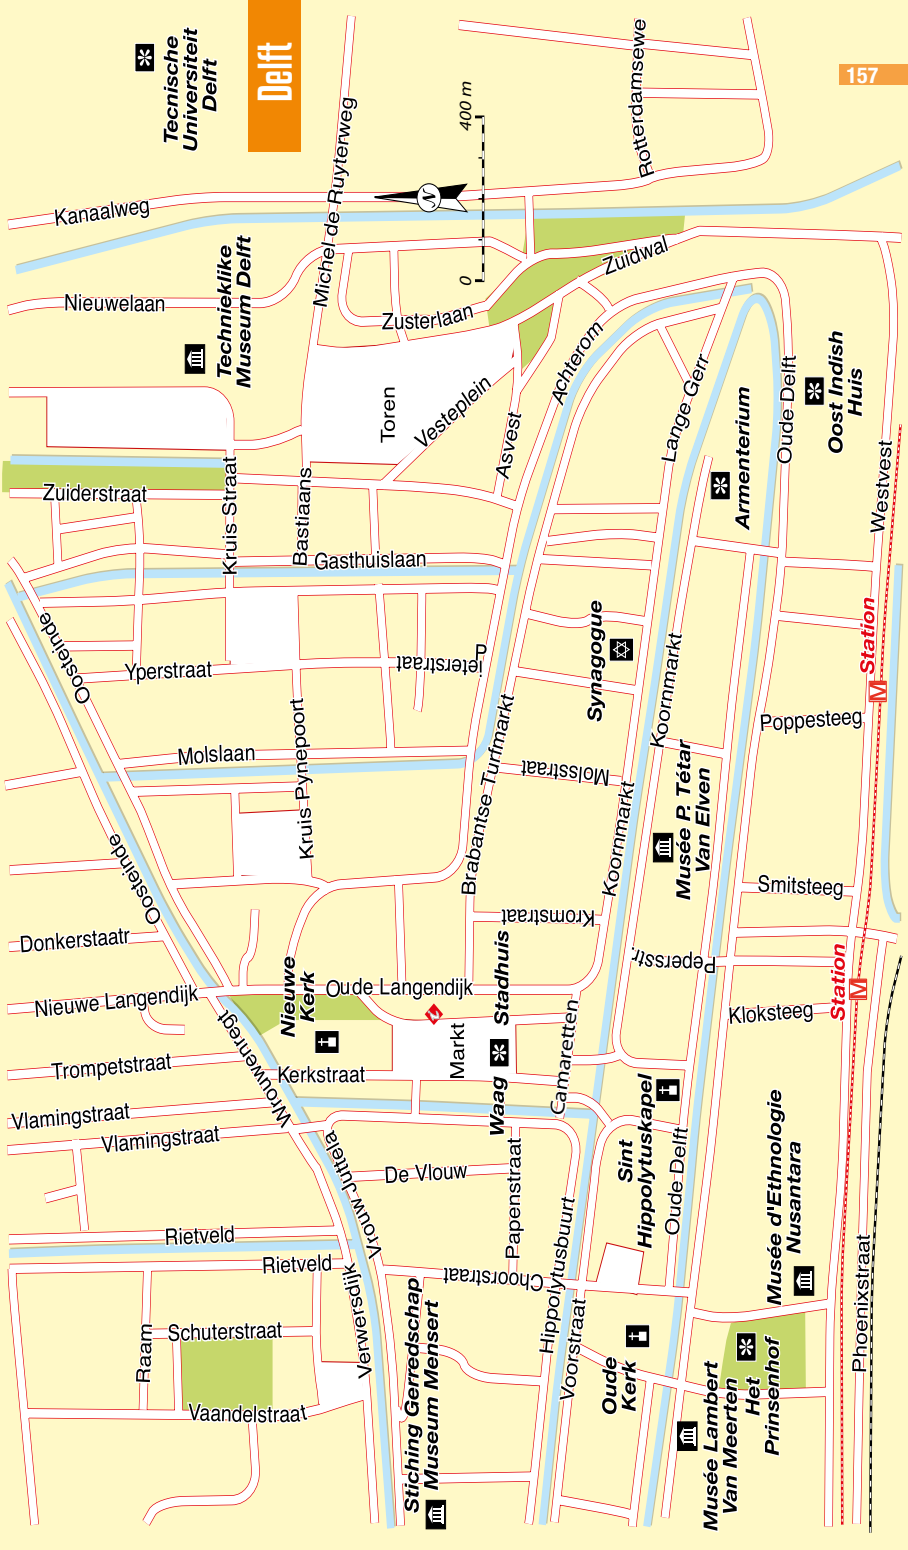 Delft
157
Tecnische
Universiteit
Delft
400 m
0
N
Kanaalweg
Michel de Ruyterweg
Rotterdamsewe
Nieuwelaan
Technieklike
Museum Delft
Zusterlaan
Zuidwal
Toren
Vesteplein
Achterom
Asvest
Lange Gerr
Oude Delft
Oost Indish
Huis
Armenterium
Westvest
Zuiderstraat
Kruis Straat
Bastiaans
Gasthuislaan
Oosteinde
Yperstraat
Pieterstraat
Synagogue
Koornmarkt
Station
M
Poppesteeg
Molslaan
Kruis Pynepoort
Brabantse Turfmarkt
Molsstraat
Koornmarkt
Musée P. Tétar
Van Elven
Oosteinde
Smitsteeg
Donkerstaatr
Kromstraat
Pepersstr.
Station
M
Nieuwe Langendijk
Nieuwe
Kerk
Oude Langendijk
Markt
Stadhuis
Waag
Camaretten
Kloksteeg
Trompetstraat
Wrouwenregt
Kerkstraat
Vlamingstraat
Vlamingstraat
Sint
Hippolytuskapel
Oude Delft
Musée d'Ethnologie
Nusantara
De Vlouw
Papenstraat
Vrouw Juttela
Rietveld
Rietveld
Choorstraat
Hippolytusbuurt
Voorstraat
Phoenixstraat
Verwersdijk
Raam
Schuterstraat
Vaandelstraat
Stiching Gerredschap
Museum Mensert
Oude
Kerk
Musée Lambert
Van Meerten
Het
Prinsenhof